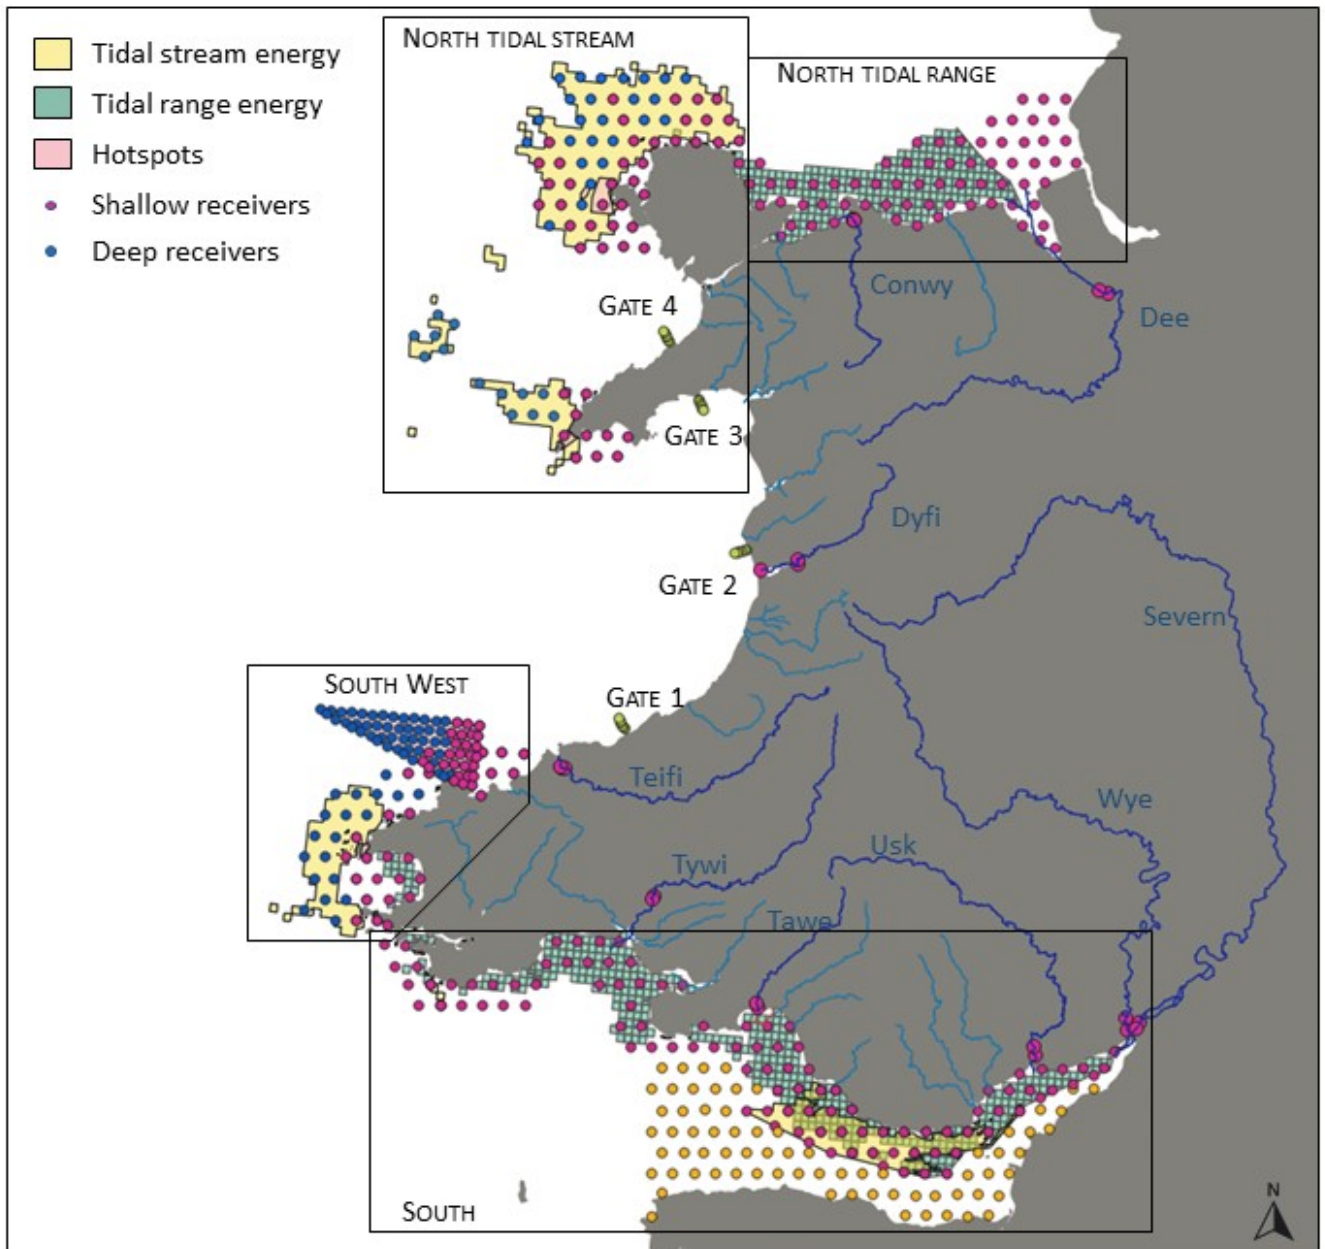 NORTH TIDAL STREAM
NORTH TIDAL RANGE
Tidal stream energy
Tidal range energy
Hotspots
Shallow receivers
Deep receivers
GATE 4
Conwy
Dee
GATE 3
Dyfi
GATE 2
Severn
SOUTH WEST
GATE 1
Teifi
Wye
Usk
Tywi
Tawe
SOUTH
N